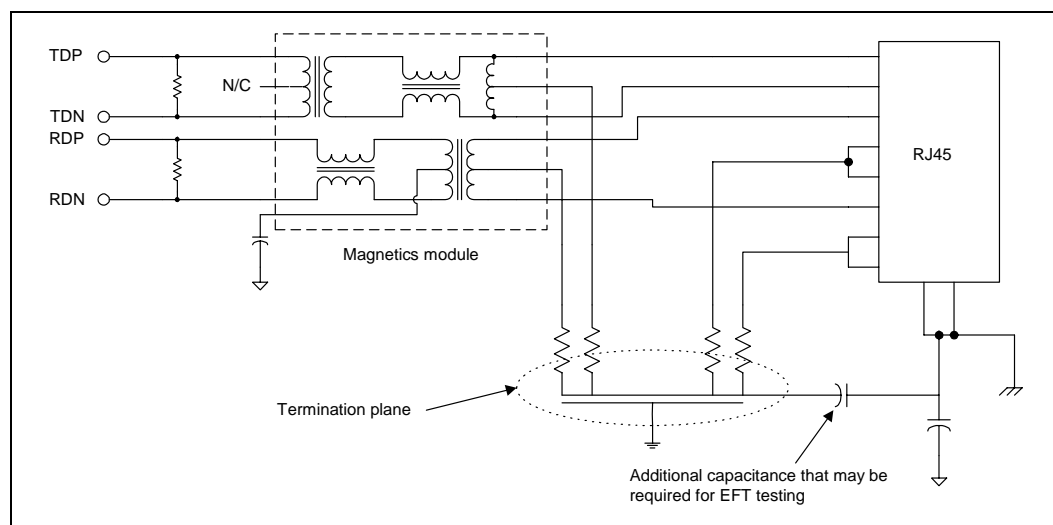 TDP
N/C
TDN
RDP
RDN
RJ45
Magnetics module
Termination plane
Additional capacitance that may be
required for EFT testing